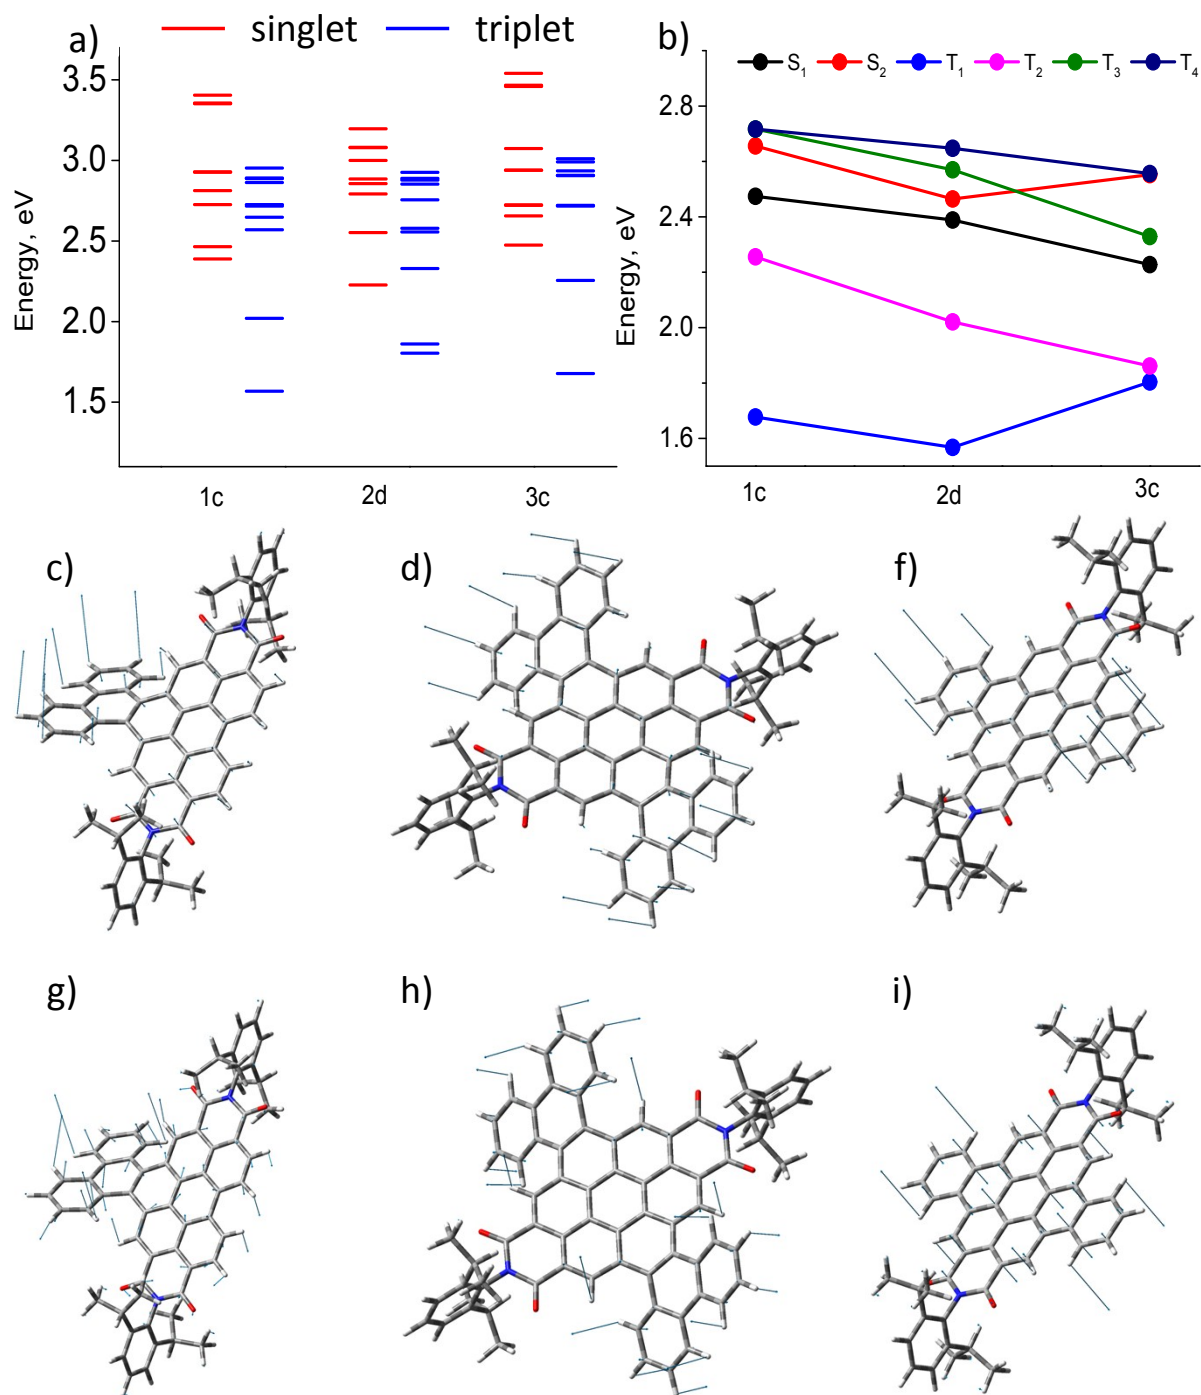 a) singlet triplet
b) S1 S2 T1 T2 T3 T4
Energy, eV
3.5
3.0
2.5
2.0
1.5
1c 2d 3c
Energy, eV
2.8
2.4
2.0
1.6
1c 2d 3c
c) d) f)
g) h) i)